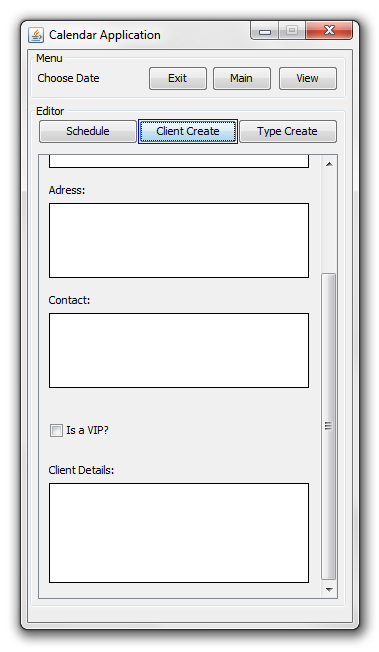 Calendar Application
Menu
Choose Date Exit Main View
Editor
Schedule Client Create Type Create
Adress:
Contact:
Is a VIP?
Client Details: